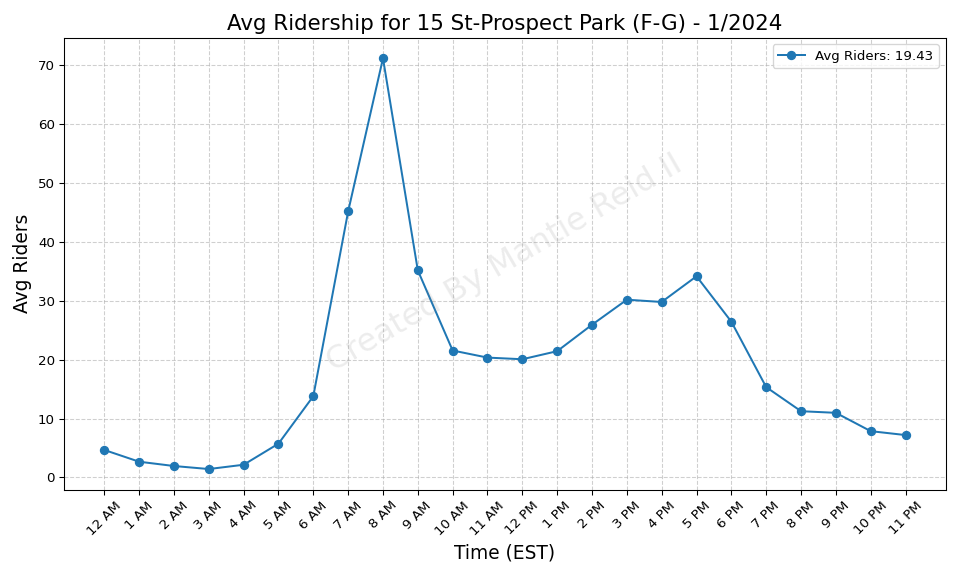 Avg Ridership for 15 St-Prospect Park (F-G) - 1/2024
Avg Riders: 19.43
Avg Riders
70
60
50
40
30
20
10
0
Created By Mantie Reid II
12 AM
1 AM
2 AM
3 AM
4 AM
5 AM
6 AM
7 AM
8 AM
9 AM
10 AM
11 AM
12 PM
1 PM
2 PM
3 PM
4 PM
5 PM
6 PM
7 PM
8 PM
9 PM
10 PM
11 PM
Time (EST)